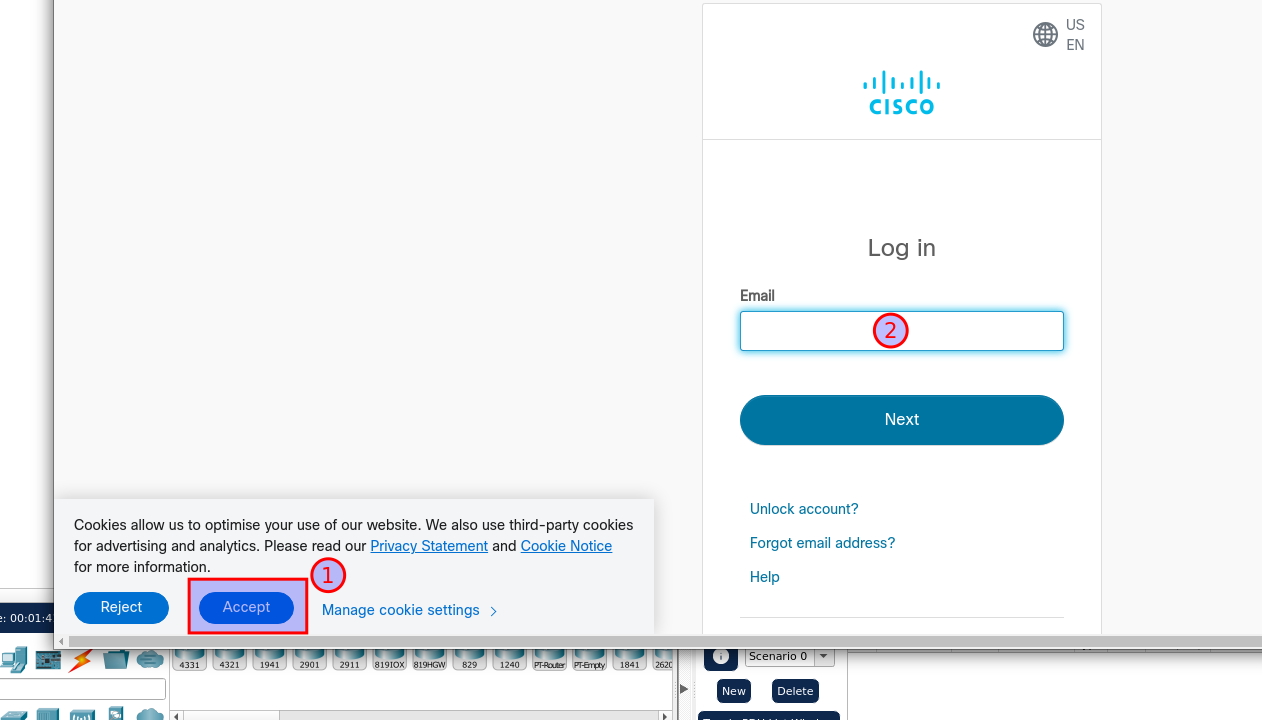 US
EN
CISCO
Log in
Email
2
Next
Unlock account?
Forgot email address?
Help
Cookies allow us to optimise your use of our website. We also use third-party cookies
for advertising and analytics. Please read our Privacy Statement and Cookie Notice
for more information.
1
Reject
Accept
Manage cookie settings
e: 00:01:4
4331
4321
1941
2901
2911
819IOX
819HGW
829
1240
PT-Router
PT-Empty
1841
2620
Scenario 0
New
Delete